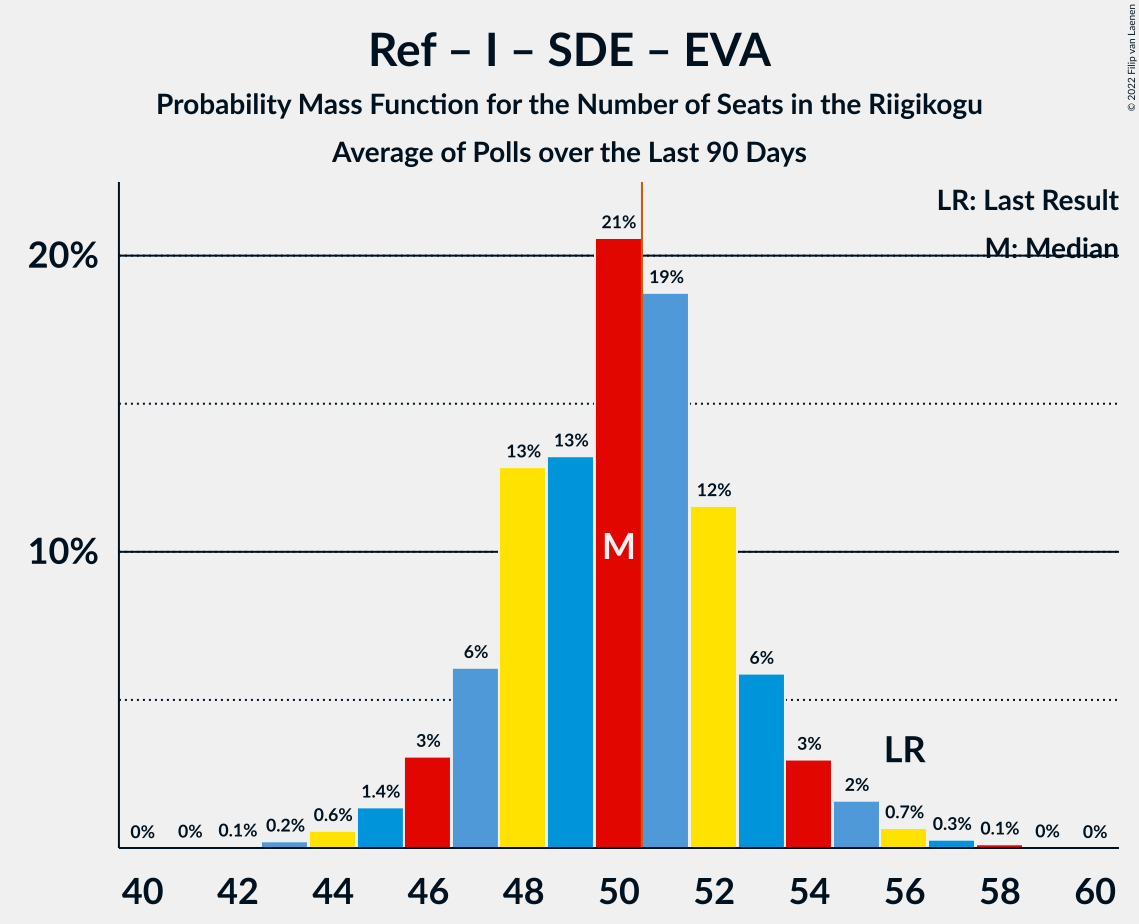 Ref – I – SDE – EVA
Probability Mass Function for the Number of Seats in the Riigikogu
Average of Polls over the Last 90 Days
© 2022 Filip van Laenen
LR: Last Result
M: Median
20%
10%
0%
0%
0.1%
0.2%
0.6%
1.4%
3%
6%
13%
13%
21%
19%
12%
6%
3%
2%
0.7%
0.3%
0.1%
0%
0%
M
LR
40 42 44 46 48 50 52 54 56 58 60